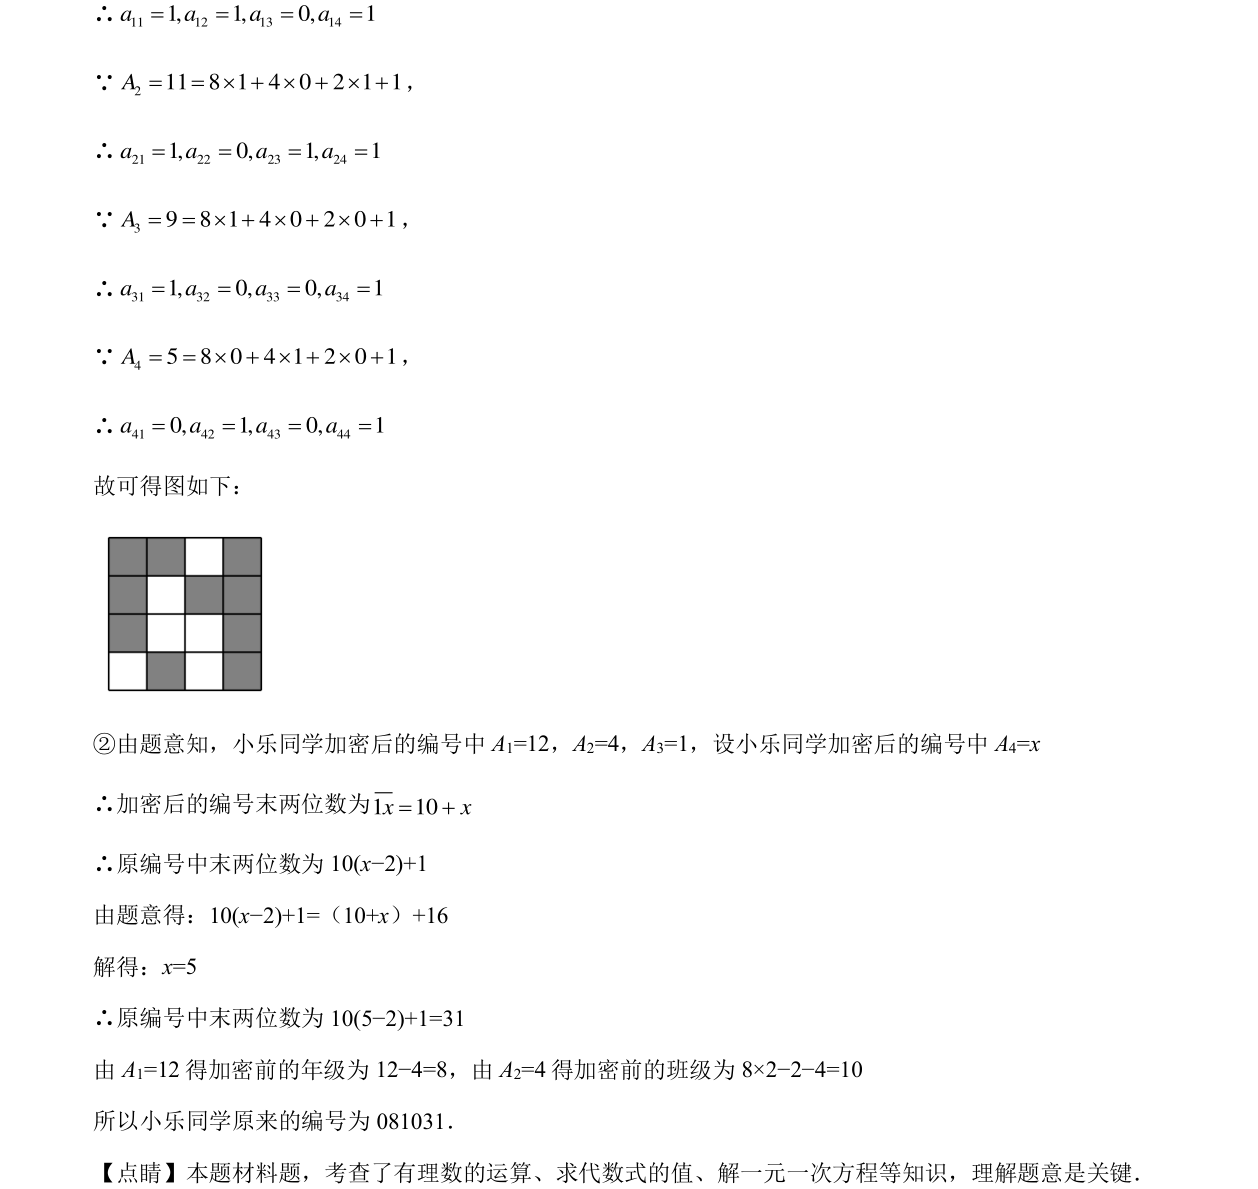 ∴a₁₁=1,a₁₂=1,a₁₃=0,a₁₄=1
∵A₂=11=8×1+4×0+2×1+1，
∴a₂₁=1,a₂₂=0,a₂₃=1,a₂₄=1
∵A₃=9=8×1+4×0+2×0+1，
∴a₃₁=1,a₃₂=0,a₃₃=0,a₃₄=1
∵A₄=5=8×0+4×1+2×0+1，
∴a₄₁=0,a₄₂=1,a₄₃=0,a₄₄=1
故可得图如下：
②由题意知，小乐同学加密后的编号中 A₁=12，A₂=4，A₃=1，设小乐同学加密后的编号中 A₄=x
∴加密后的编号末两位数为1̅x̅=10+x
∴原编号中末两位数为 10(x−2)+1
由题意得：10(x−2)+1=（10+x）+16
解得：x=5
∴原编号中末两位数为 10(5−2)+1=31
由 A₁=12 得加密前的年级为 12−4=8，由 A₂=4 得加密前的班级为 8×2−2−4=10
所以小乐同学原来的编号为 081031．
【点睛】本题材料题，考查了有理数的运算、求代数式的值、解一元一次方程等知识，理解题意是关键．